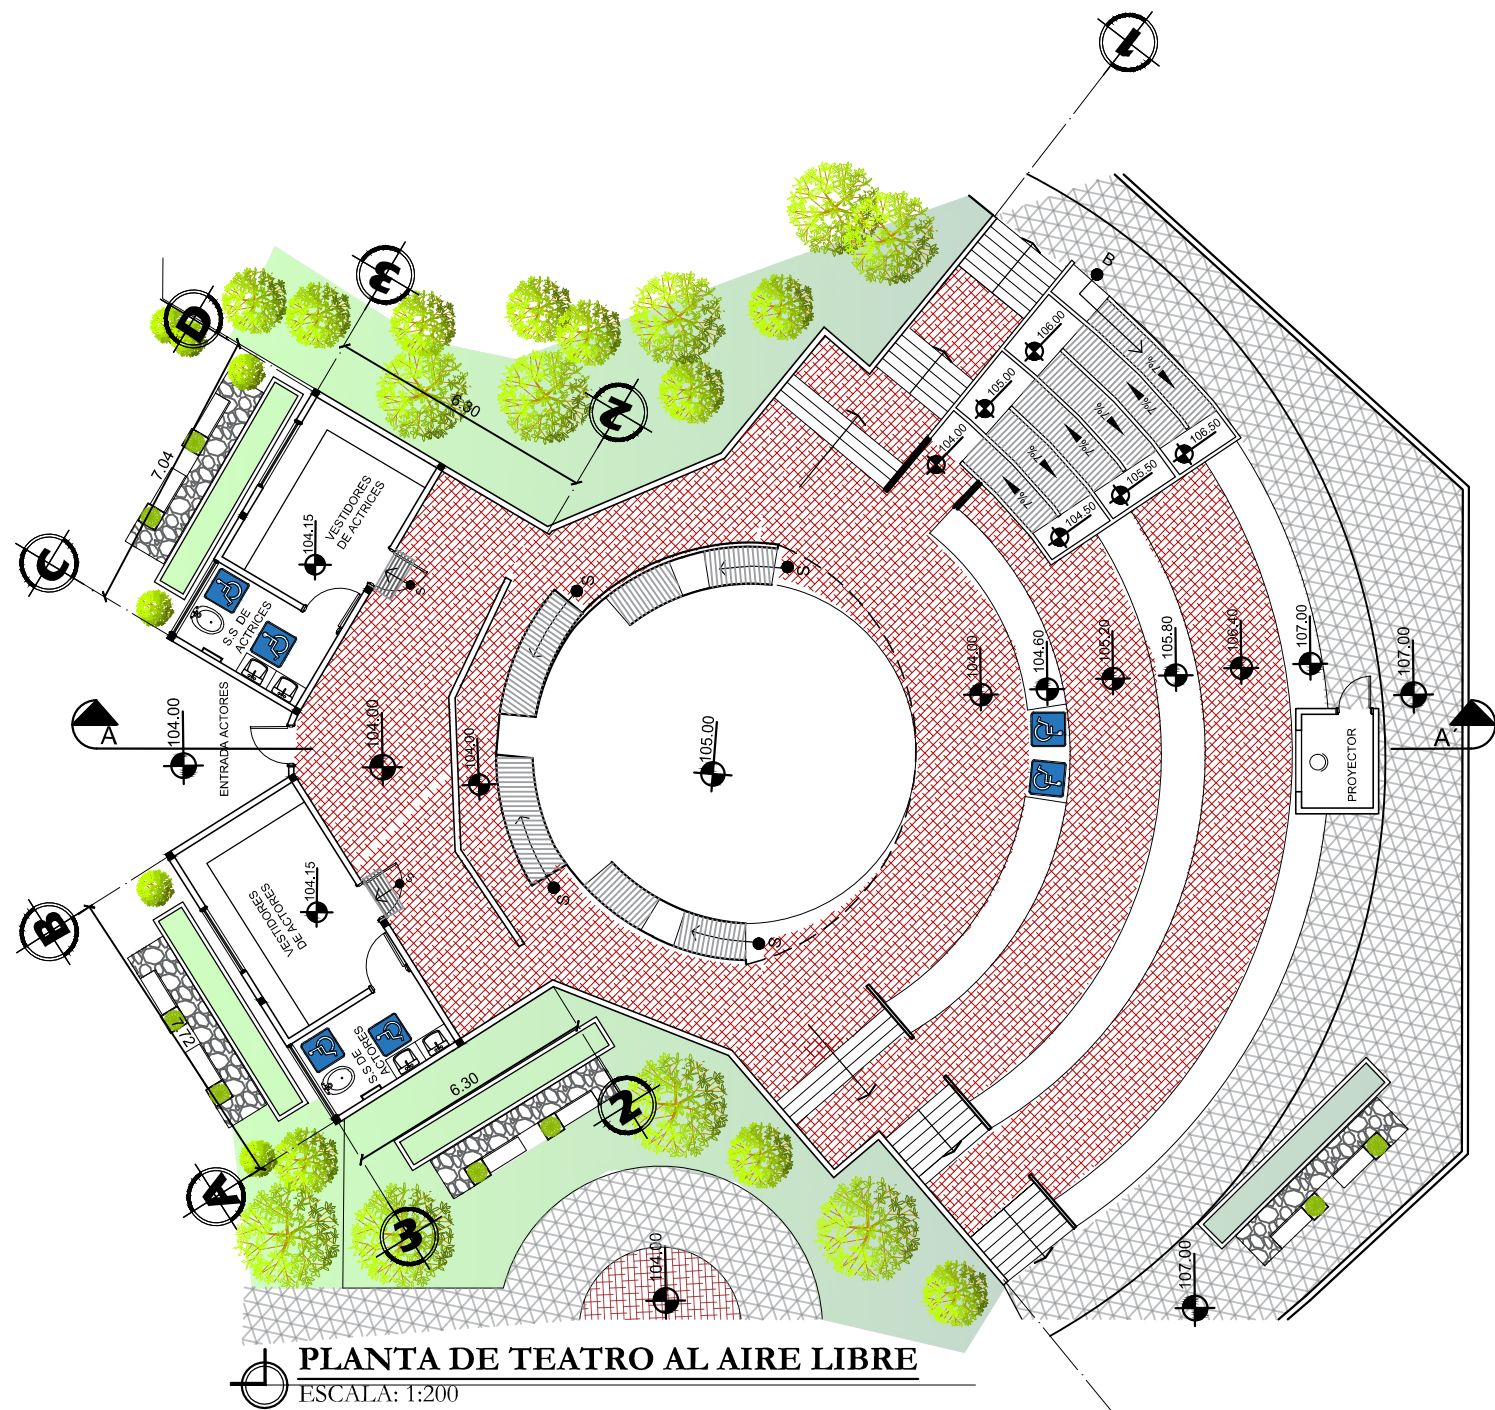 1
B
3
D
106.00
7%
6.30
2
105.00
7%
7%
7.04
104.00
7%
7%
106.50
105.50
VESTIDORES
DE ACTRICES
104.15
7%
104.50
C
S
S
S
S.S DE
ACTRICES
104.00
104.60
105.20
105.80
106.40
107.00
107.00
ENTRADA ACTORES
104.00
104.00
104.00
105.00
A
A'
PROYECTOR
104.15
S
S
VESTIDORES
DE ACTORES
B
S
7.72
S.S DE
ACTORES
6.30
2
A
3
104.00
107.00
PLANTA DE TEATRO AL AIRE LIBRE
ESCALA: 1:200